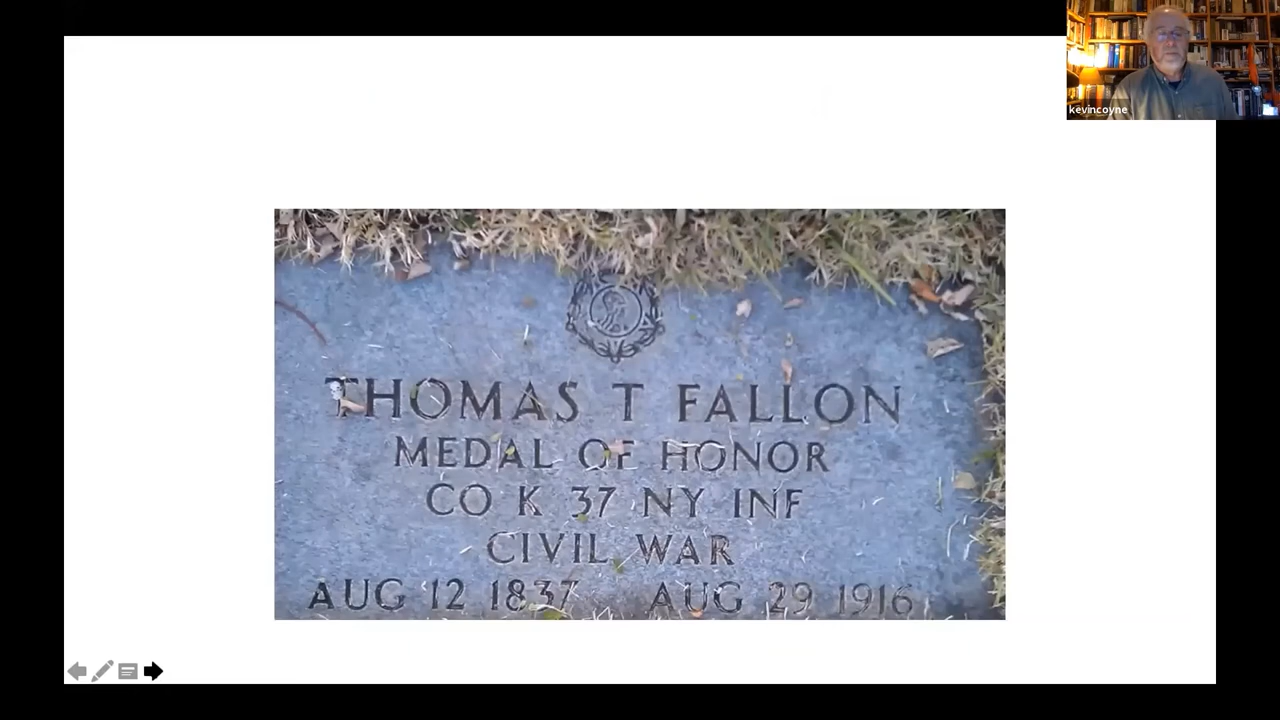 kevincoyne
THOMAS T FALLON
MEDAL OF HONOR
CO K 37 NY INF
CIVIL WAR
AUG 12 1837 AUG 29 1916